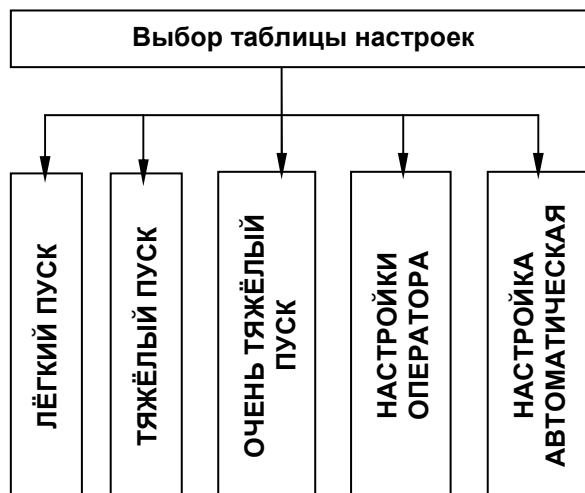 Выбор таблицы настроек
ЛЁГКИЙ ПУСК
ТЯЖЁЛЫЙ ПУСК
ОЧЕНЬ ТЯЖЁЛЫЙ
ПУСК
НАСТРОЙКИ
ОПЕРАТОРА
НАСТРОЙКА
АВТОМАТИЧЕСКАЯ